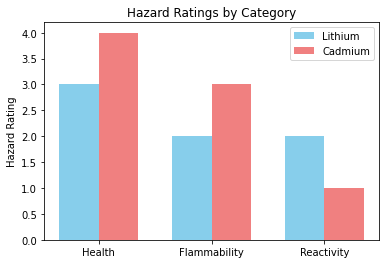 Hazard Ratings by Category
Lithium
Cadmium
Hazard Rating
4.0
3.5
3.0
2.5
2.0
1.5
1.0
0.5
0.0
Health Flammability Reactivity